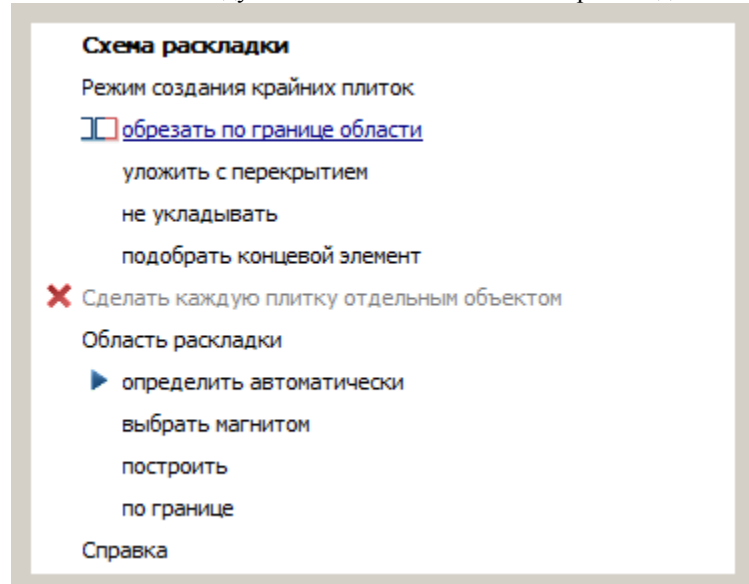 Схема раскладки
Режим создания крайних плиток
обрезать по границе области
уложить с перекрытием
не укладывать
подобрать концевой элемент
Сделать каждую плитку отдельным объектом
Область раскладки
определить автоматически
выбрать магнитом
построить
по границе
Справка